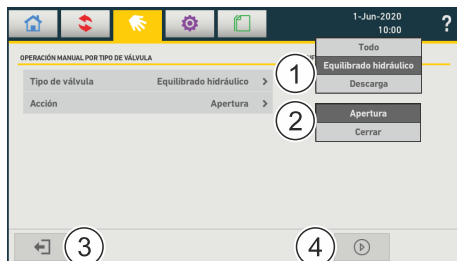 1-Jun-2020
10:00
?
OPERACIÓN MANUAL POR TIPO DE VÁLVULA
Tipo de válvula Equilibrado hidráulico >
Acción Apertura >
Todo
Equilibrado hidráulico
Descarga
1
Apertura
Cerrar
2
3
4